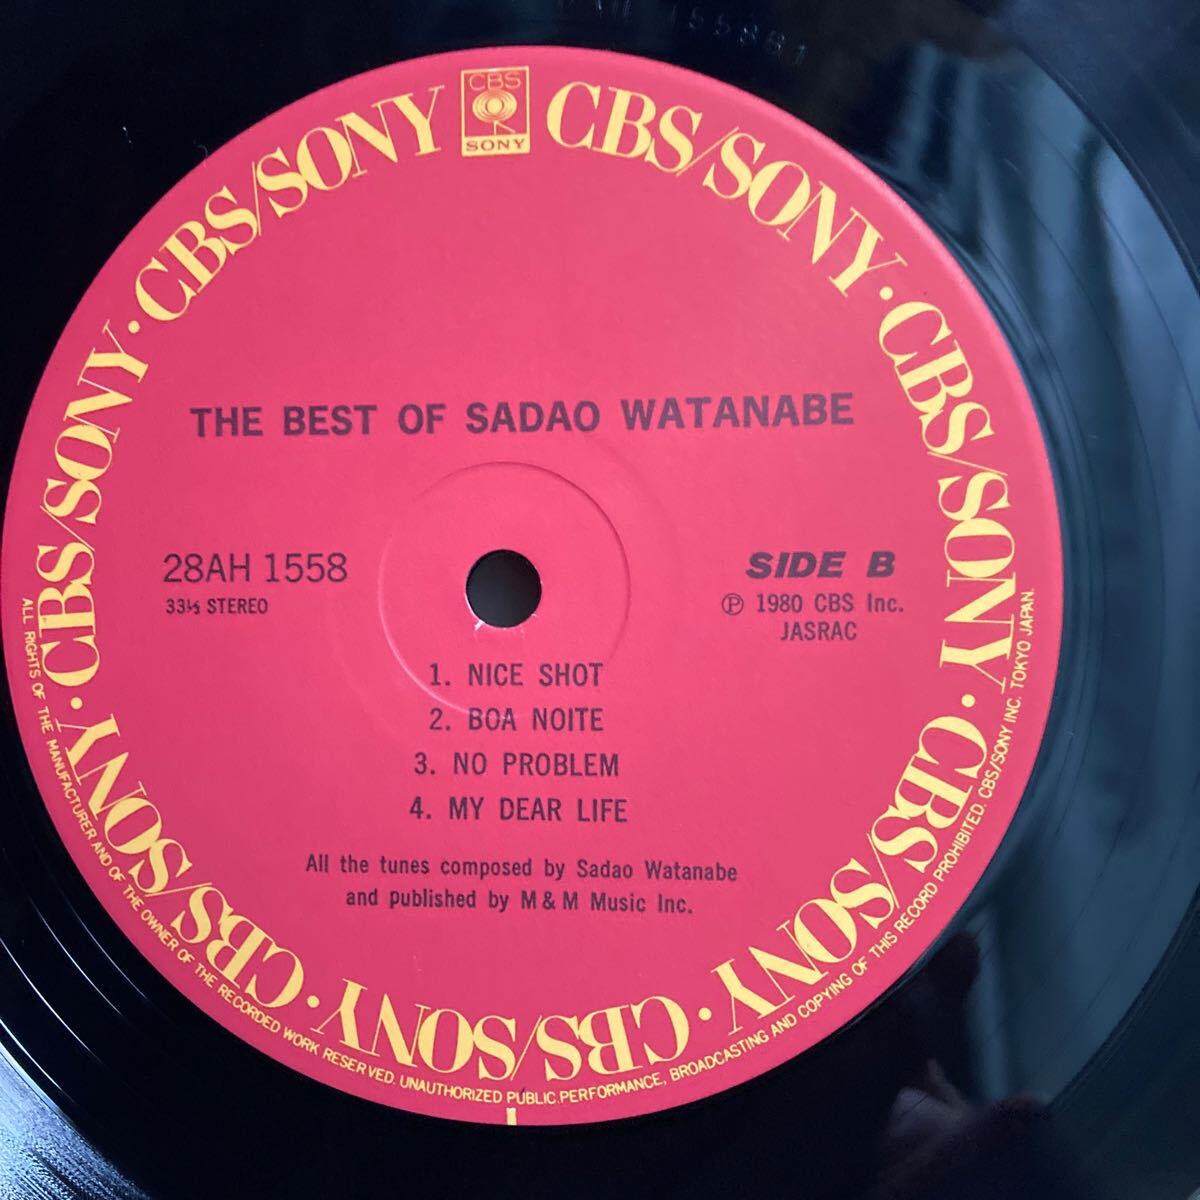 CBS
SONY
CBS/SONY · CBS/SONY · CBS/SONY · CBS/SONY · CBS/SONY · CBS/SONY · CBS/SONY · CBS/SONY
THE BEST OF SADAO WATANABE
28AH 1558
33⅓ STEREO
SIDE B
Ⓟ 1980 CBS Inc.
JASRAC
1. NICE SHOT
2. BOA NOITE
3. NO PROBLEM
4. MY DEAR LIFE
All the tunes composed by Sadao Watanabe
and published by M & M Music Inc.
ALL RIGHTS OF THE MANUFACTURER AND OF THE OWNER OF THE RECORDED WORK RESERVED. UNAUTHORIZED PUBLIC PERFORMANCE, BROADCASTING AND COPYING OF THIS RECORD PROHIBITED. CBS/SONY INC. TOKYO JAPAN.